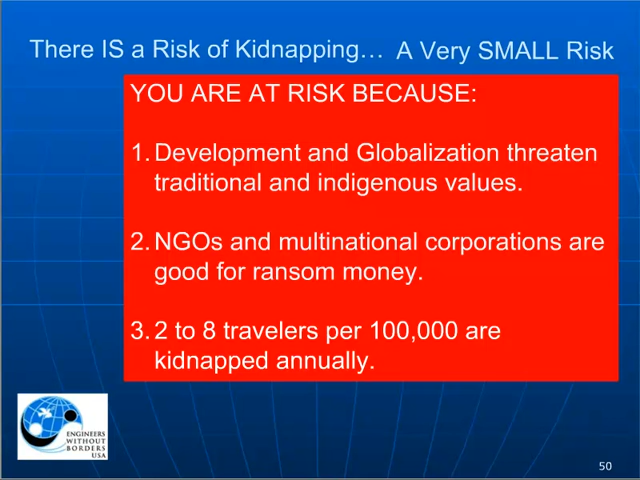 There IS a Risk of Kidnapping… A Very SMALL Risk
YOU ARE AT RISK BECAUSE:
1. Development and Globalization threaten
traditional and indigenous values.
2. NGOs and multinational corporations are
good for ransom money.
3. 2 to 8 travelers per 100,000 are
kidnapped annually.
ENGINEERS
WITHOUT
BORDERS
USA
50